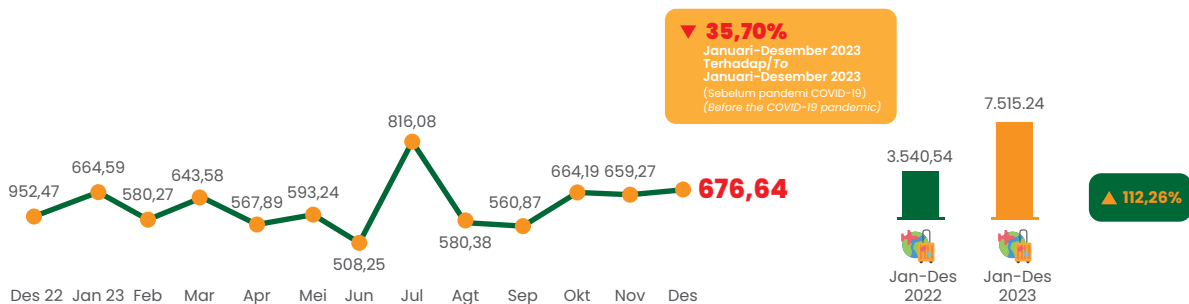 ▼ 35,70%
Januari-Desember 2023
Terhadap/To
Januari-Desember 2023
(Sebelum pandemi COVID-19)
(Before the COVID-19 pandemic)
952,47
664,59
580,27
643,58
567,89
593,24
508,25
816,08
580,38
560,87
664,19
659,27
676,64
Des 22
Jan 23
Feb
Mar
Apr
Mei
Jun
Jul
Agt
Sep
Okt
Nov
Des
3.540,54
7.515.24
Jan-Des
2022
Jan-Des
2023
▲ 112,26%